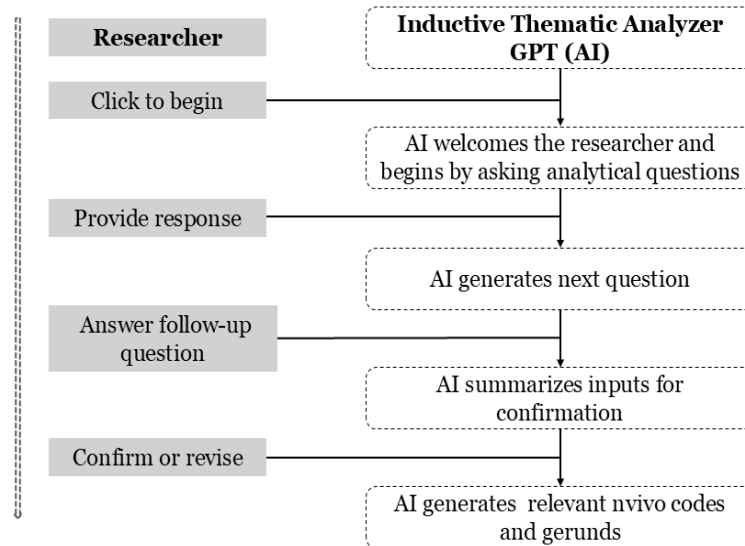 Researcher
Inductive Thematic Analyzer
GPT (AI)
Click to begin
AI welcomes the researcher and
begins by asking analytical questions
Provide response
AI generates next question
Answer follow-up
question
AI summarizes inputs for
confirmation
Confirm or revise
AI generates relevant nvivo codes
and gerunds